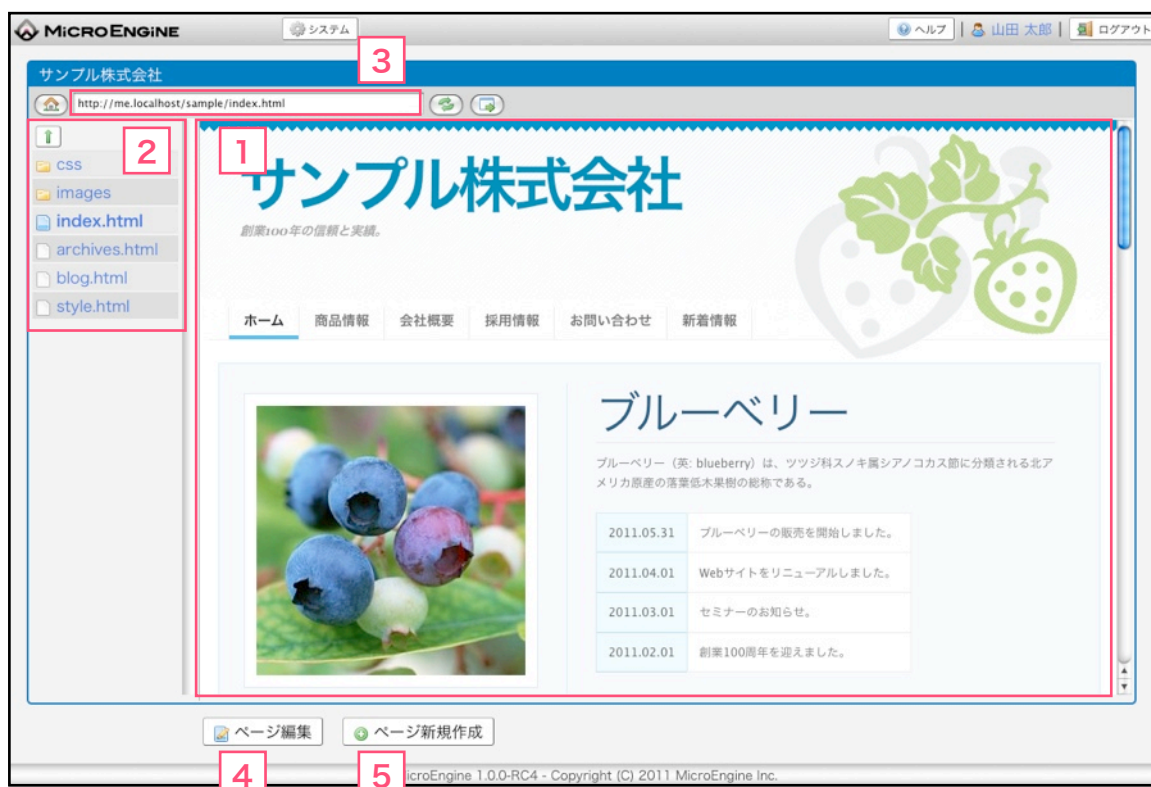 MICROENGINE システム ヘルプ | 山田 太郎 | ログアウト
3
サンプル株式会社
http://me.localhost/sample/index.html
2
css
images
index.html
archives.html
blog.html
style.html
1
サンプル株式会社
創業100年の信頼と実績。
ホーム 商品情報 会社概要 採用情報 お問い合わせ 新着情報
ブルーベリー
ブルーベリー（英: blueberry）は、ツツジ科スノキ属シアノコカス節に分類される北ア
メリカ原産の落葉低木果樹の総称である。
2011.05.31 ブルーベリーの販売を開始しました。
2011.04.01 Webサイトをリニューアルしました。
2011.03.01 セミナーのお知らせ。
2011.02.01 創業100周年を迎えました。
ページ編集 ページ新規作成
4 5
icroEngine 1.0.0-RC4 - Copyright (C) 2011 MicroEngine Inc.